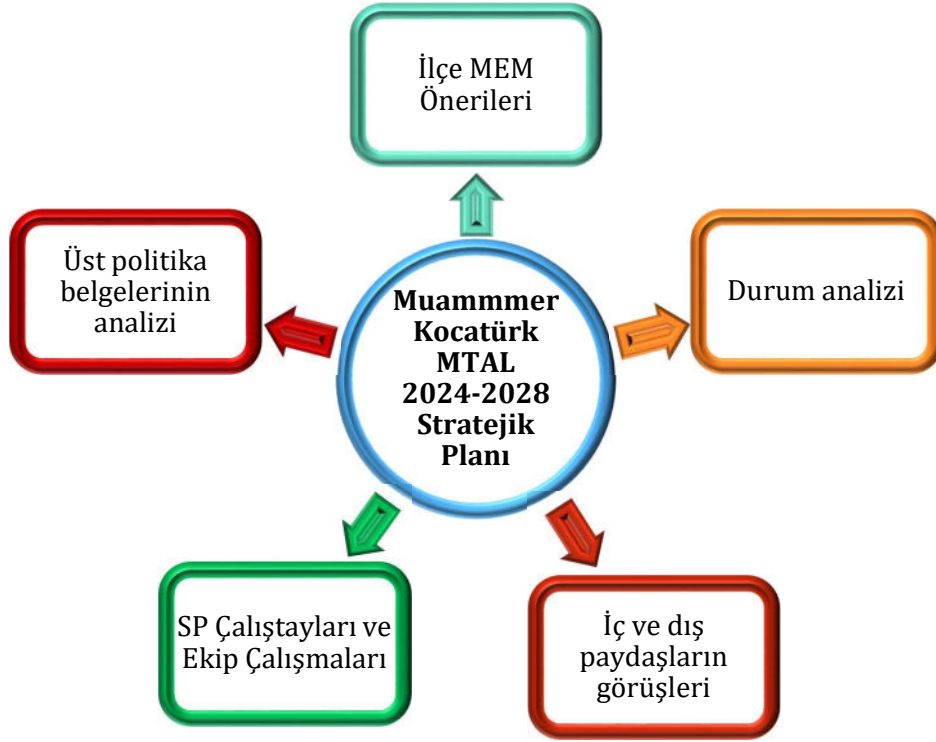 İlçe MEM
Önerileri
Üst politika
belgelerinin
analizi
Durum analizi
Muammmer
Kocatürk
MTAL
2024-2028
Stratejik
Planı
SP Çalıştayları ve
Ekip Çalışmaları
İç ve dış
paydaşların
görüşleri